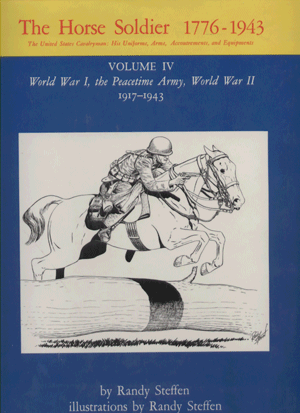 The Horse Soldier 1776-1943
The United States Cavalryman: His Uniforms, Arms, Accoutrements, and Equipments
VOLUME IV
World War I, the Peacetime Army, World War II
1917-1943
by Randy Steffen
illustrations by Randy Steffen